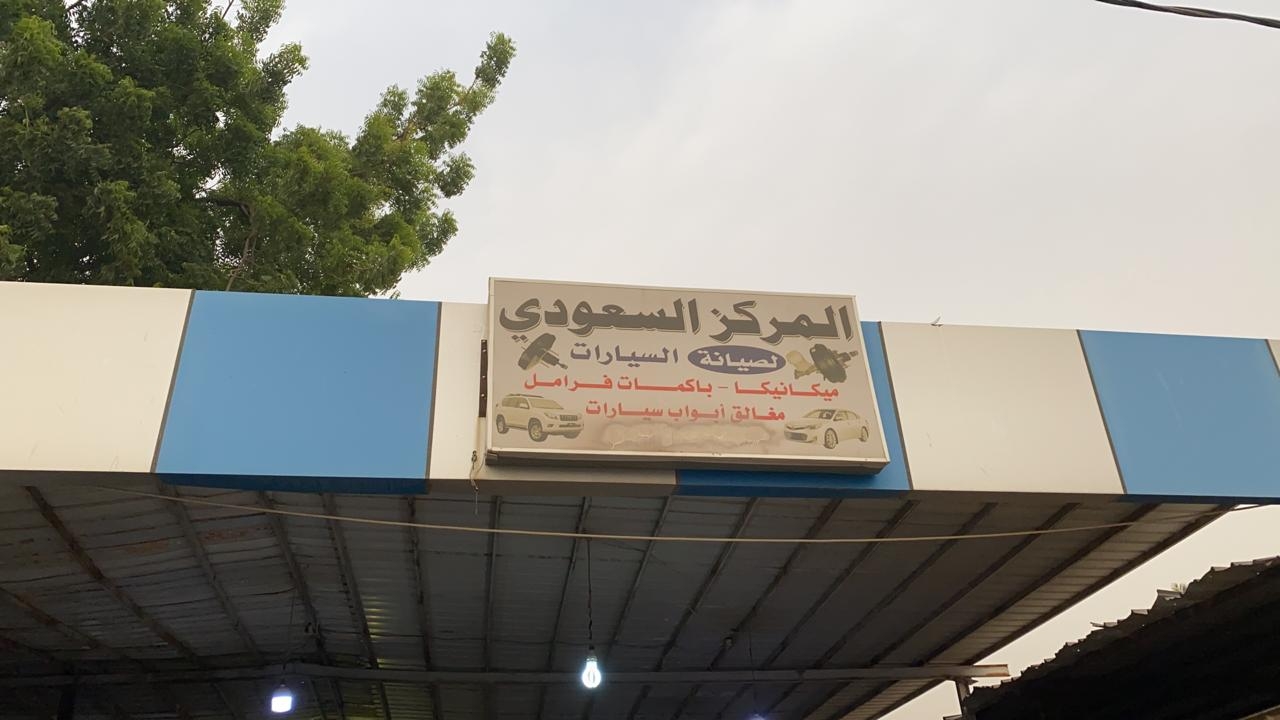 المركز السعودي
لصيانة السيارات
ميكانيكا - باكمات فرامل
مغالق أبواب سيارات